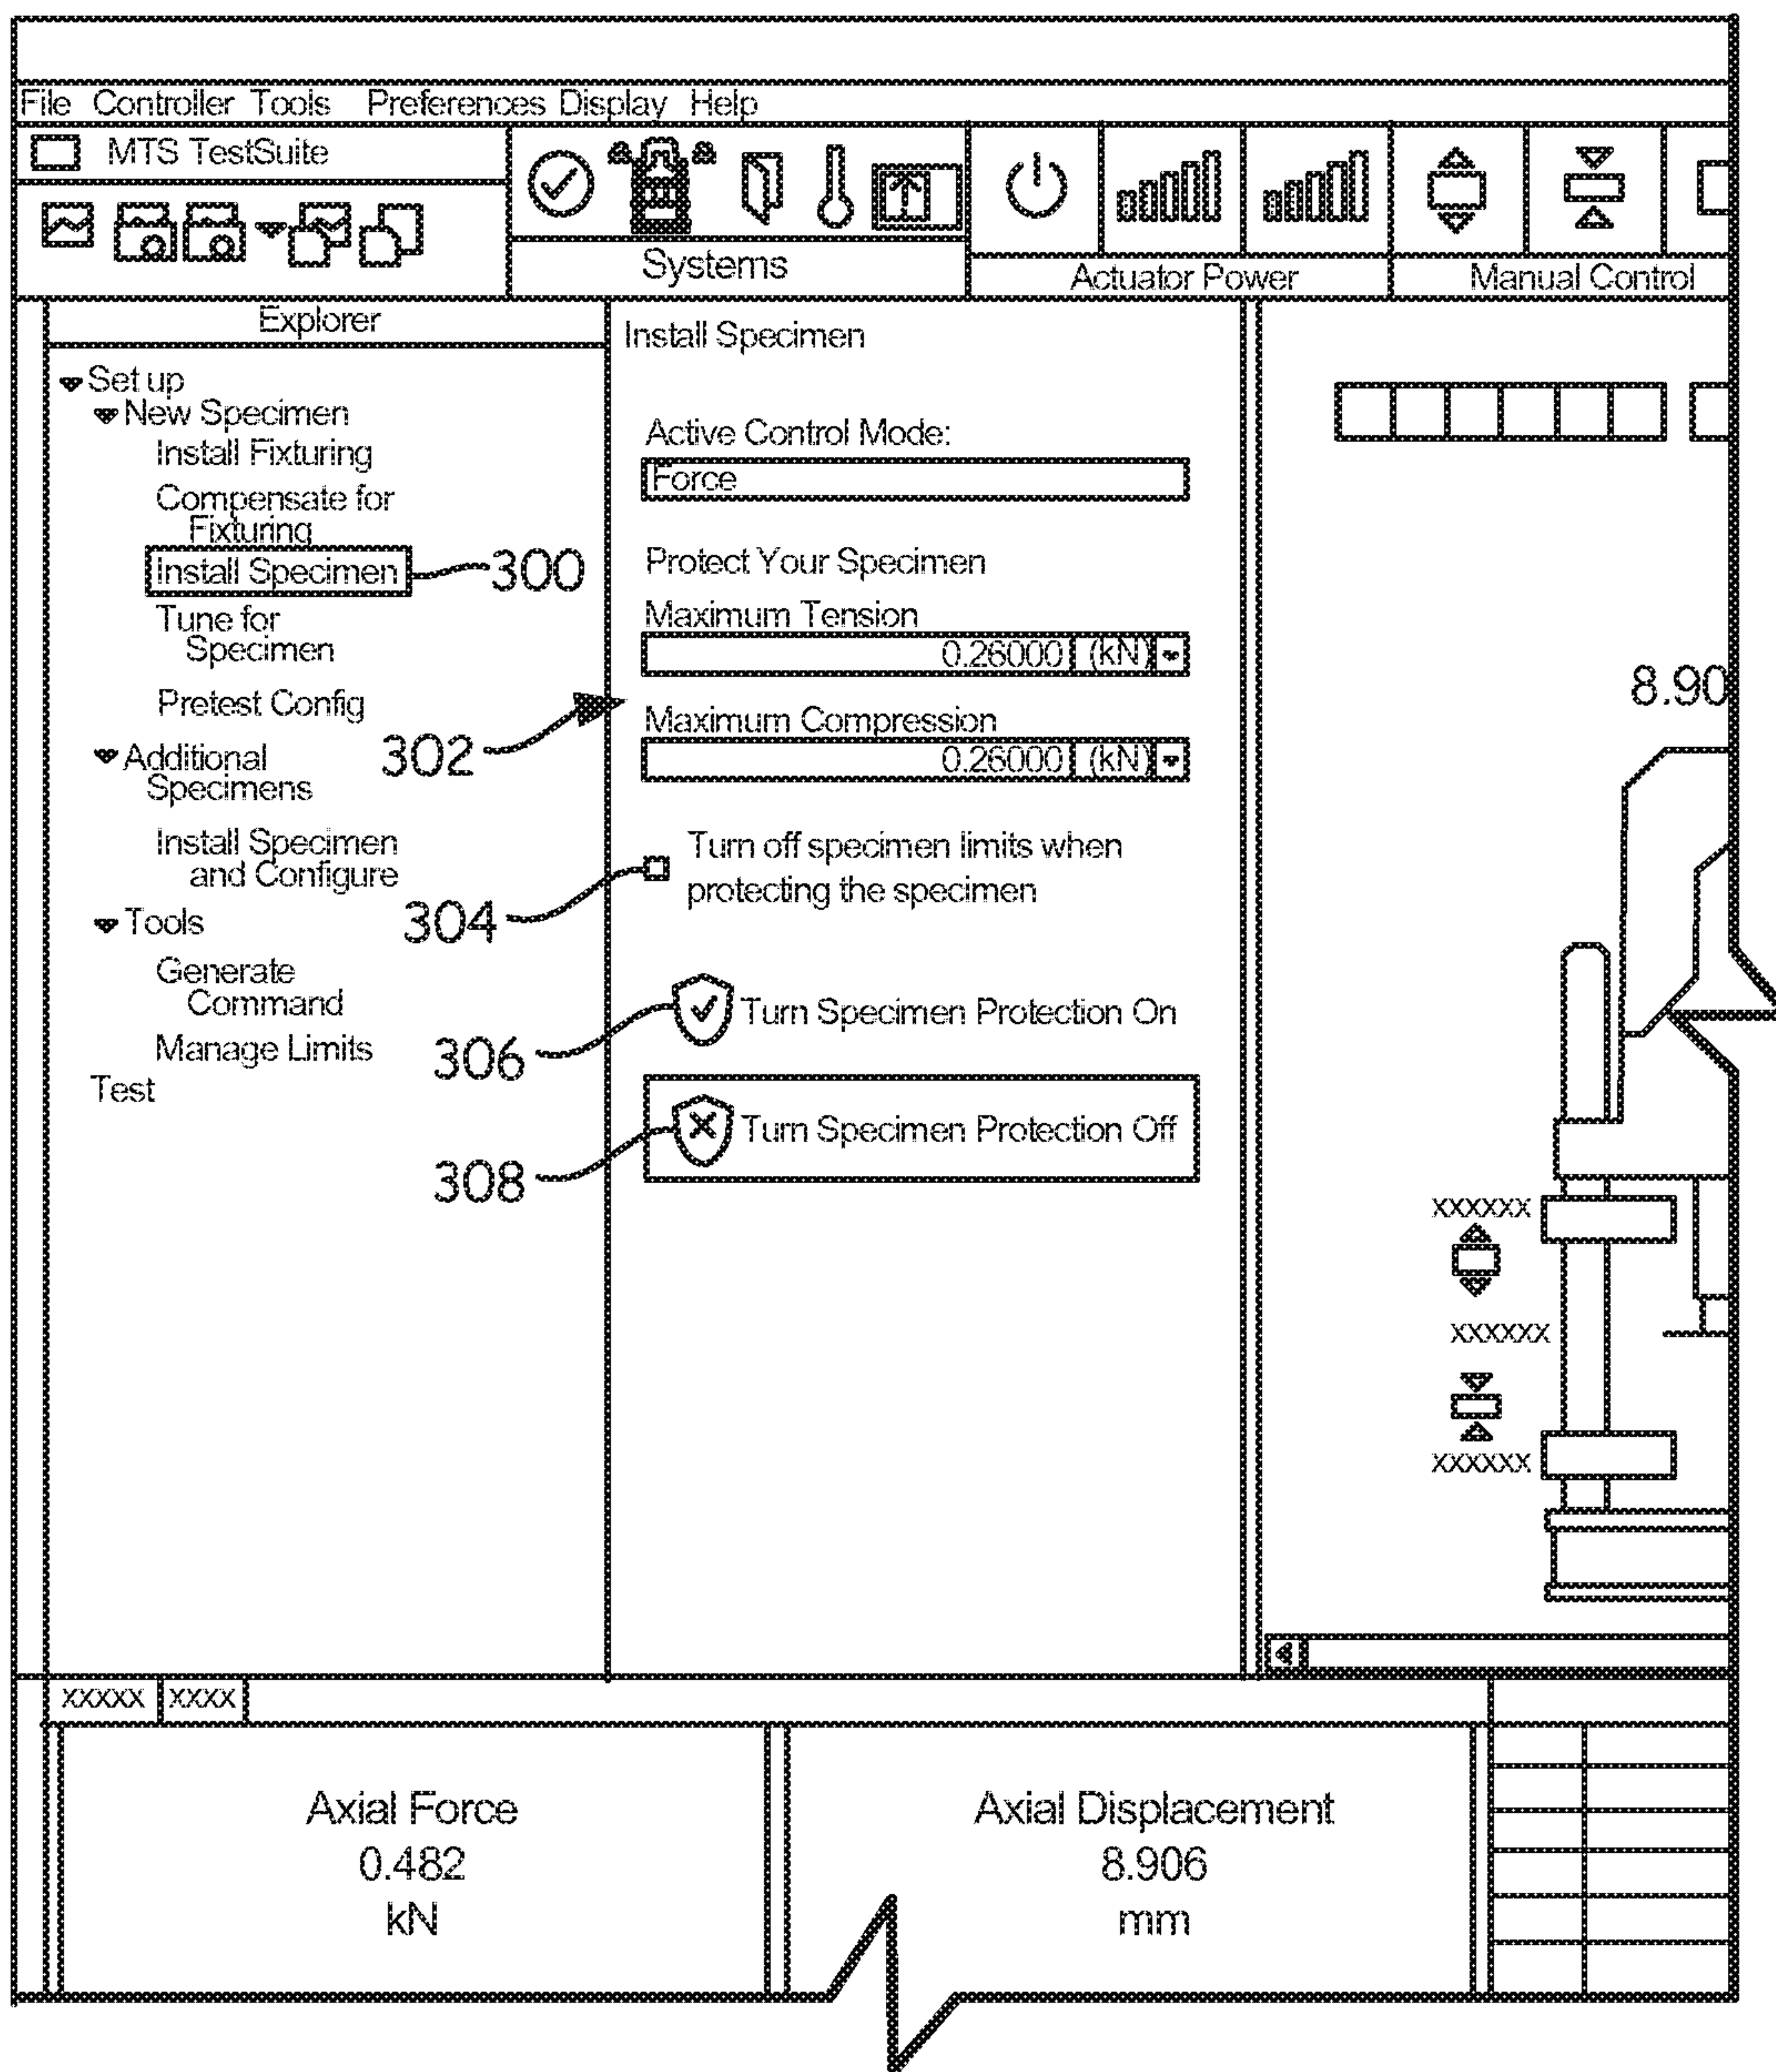 File Controller Tools Preferences Display Help
MTS TestSuite
Systems
Actuator Power
Manual Control
Explorer
Set up
New Specimen
Install Fixturing
Compensate for
Fixturing
Install Specimen
300
Tune for
Specimen
Pretest Config
302
Additional
Specimens
Install Specimen
and Configure
304
Tools
Generate
Command
306
Manage Limits
Test
308
Install Specimen
Active Control Mode:
Force
Protect Your Specimen
Maximum Tension
0.26000 (kN)
Maximum Compression
0.26000 (kN)
Turn off specimen limits when
protecting the specimen
Turn Specimen Protection On
Turn Specimen Protection Off
8.90
xxxxxx
xxxxxx
xxxxxx
xxxxx xxxx
Axial Force
0.482
kN
Axial Displacement
8.906
mm